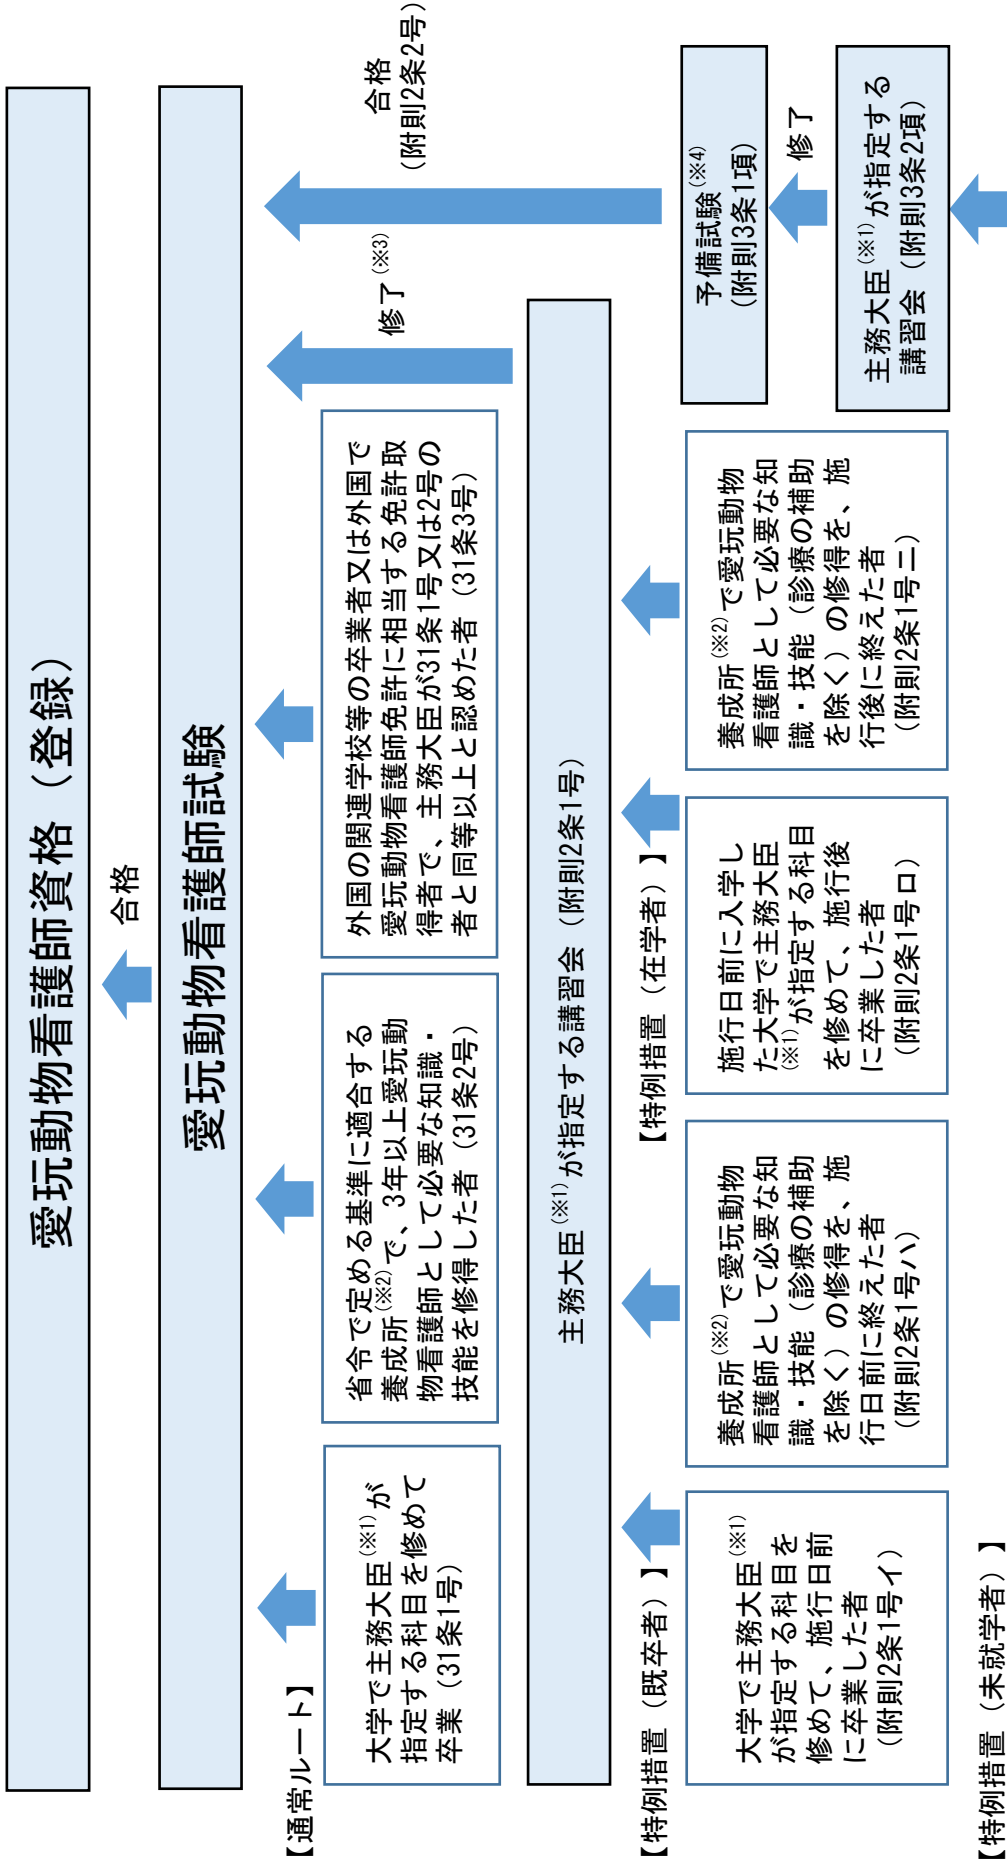 愛玩動物看護師資格（登録）
合格
愛玩動物看護師試験
【通常ルート】
大学で主務大臣(※1)が
指定する科目を修めて
卒業（31条1号）
省令で定める基準に適合する
養成所(※2)で、3年以上愛玩動
物看護師として必要な知識・
技能を修得した者（31条2号）
外国の関連学校等の卒業者又は外国で
愛玩動物看護師免許に相当する免許取
得者で、主務大臣が31条1号又は2号の
者と同等以上と認めた者（31条3号）
修了(※3)
合格
（附則2条2号）
主務大臣(※1)が指定する講習会（附則2条1号）
【特例措置（既卒者）】
大学で主務大臣(※1)
が指定する科目を
修めて、施行日前
に卒業した者
（附則2条1号イ）
養成所(※2)で愛玩動物
看護師として必要な知
識・技能（診療の補助
を除く）の修得を、施
行日前に終えた者
（附則2条1号ハ）
【特例措置（在学者）】
施行日前に入学し
た大学で主務大臣
(※1)が指定する科目
を修めて、施行後
に卒業した者
（附則2条1号ロ）
養成所(※2)で愛玩動物
看護師として必要な知
識・技能（診療の補助
を除く）の修得を、施
行後に終えた者
（附則2条1号ニ）
予備試験(※4)
（附則3条1項）
修了
主務大臣(※1)が指定する
講習会（附則3条2項）
【特例措置（未就学者）】